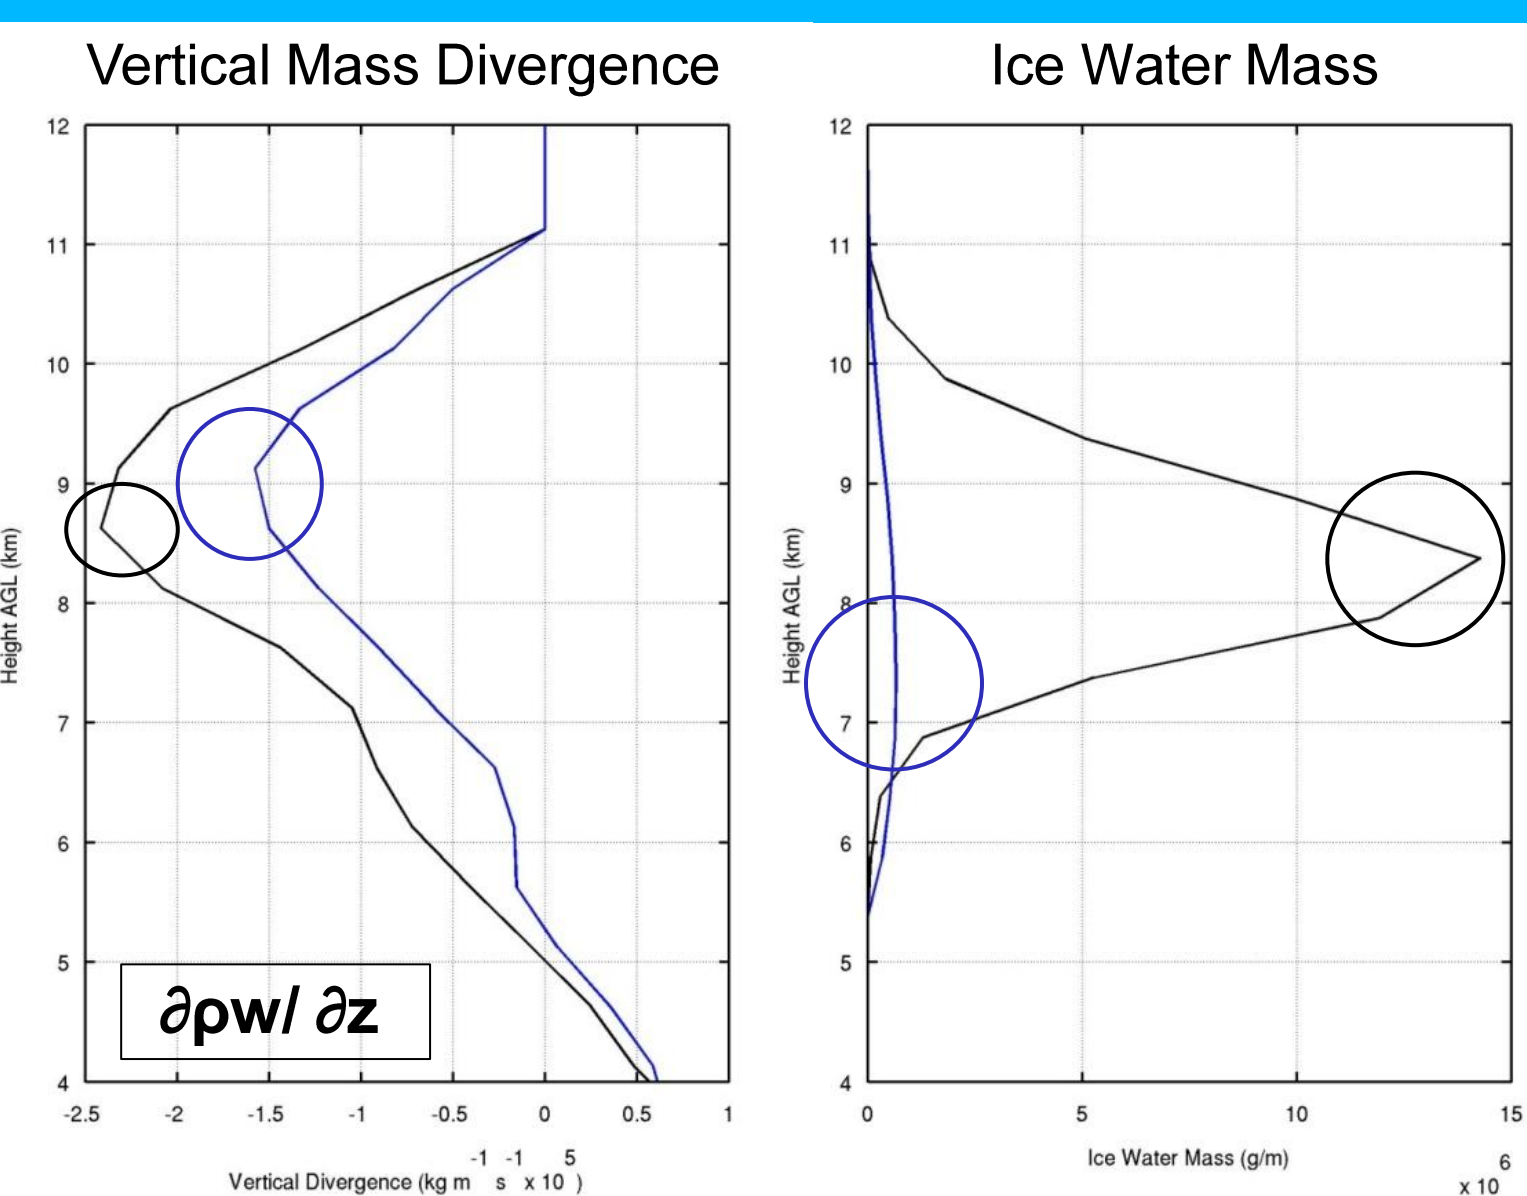 Vertical Mass Divergence
12
11
10
9
8
7
6
5
4
Height AGL (km)
∂ρw/ ∂z
-2.5 -2 -1.5 -1 -0.5 0 0.5 1
-1 -1 5
Vertical Divergence (kg m s x 10 )
Ice Water Mass
12
11
10
9
8
7
6
5
4
Height AGL (km)
0 5 10 15
Ice Water Mass (g/m)
6
x 10